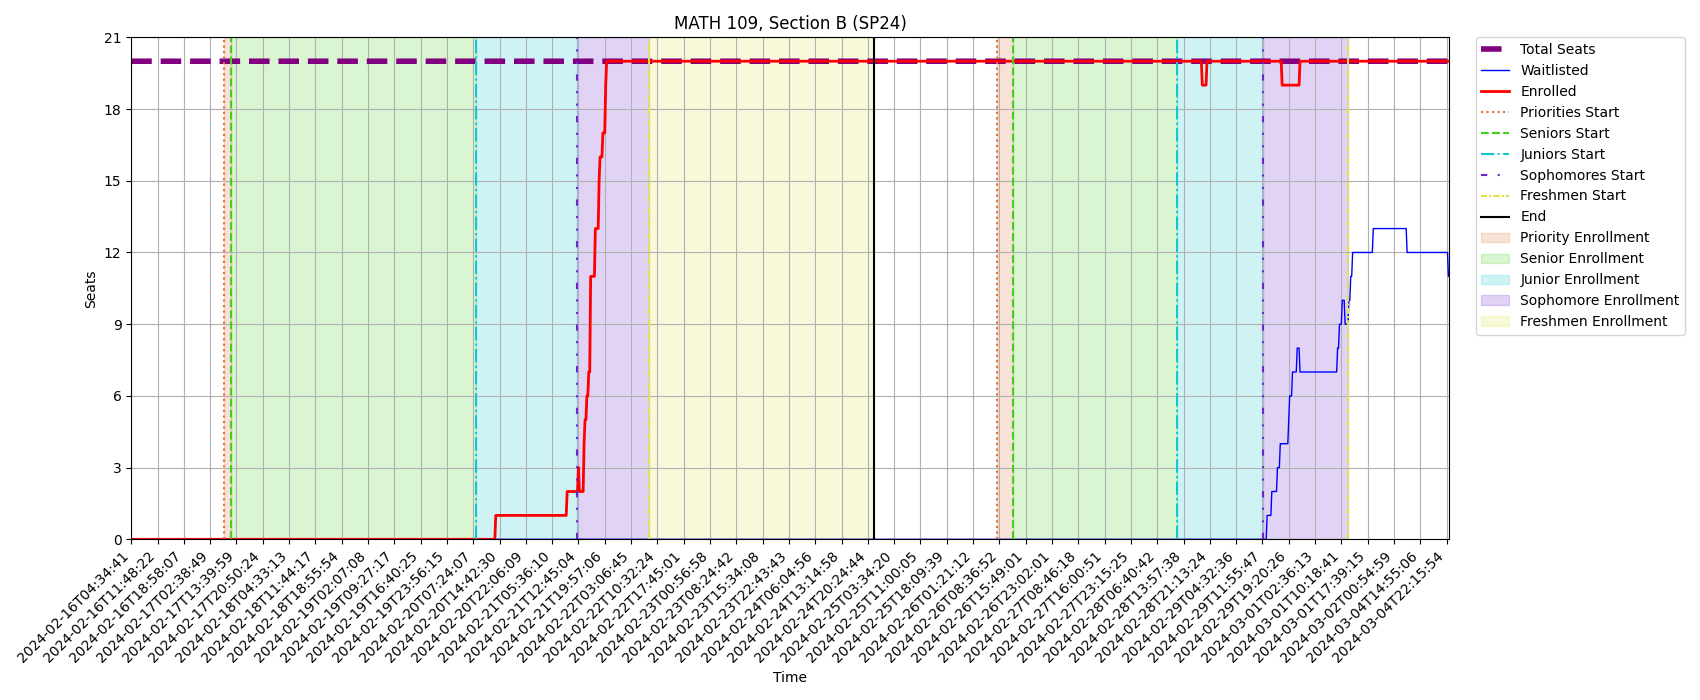 MATH 109, Section B (SP24)
21
18
15
12
9
6
3
0
Seats
2024-02-16T04:34:41
2024-02-16T11:48:22
2024-02-16T18:58:07
2024-02-17T02:38:49
2024-02-17T13:39:59
2024-02-17T20:50:24
2024-02-18T04:33:13
2024-02-18T11:44:17
2024-02-18T18:55:54
2024-02-19T02:07:08
2024-02-19T09:27:17
2024-02-19T16:40:25
2024-02-19T23:56:15
2024-02-20T07:24:07
2024-02-20T14:42:30
2024-02-20T22:06:09
2024-02-21T05:36:10
2024-02-21T12:45:04
2024-02-21T19:57:06
2024-02-22T03:06:45
2024-02-22T10:32:24
2024-02-22T17:45:01
2024-02-23T00:56:58
2024-02-23T08:24:42
2024-02-23T15:34:08
2024-02-23T22:43:43
2024-02-24T06:04:56
2024-02-24T13:14:58
2024-02-24T20:24:44
2024-02-25T03:34:20
2024-02-25T11:00:05
2024-02-25T18:09:39
2024-02-26T01:21:12
2024-02-26T08:36:52
2024-02-26T15:49:01
2024-02-26T23:02:01
2024-02-27T08:46:18
2024-02-27T16:00:51
2024-02-27T23:15:25
2024-02-28T06:40:42
2024-02-28T13:57:38
2024-02-28T21:13:24
2024-02-29T04:32:36
2024-02-29T11:55:47
2024-02-29T19:20:26
2024-03-01T02:36:13
2024-03-01T10:18:41
2024-03-01T17:39:15
2024-03-02T00:54:59
2024-03-04T14:55:06
2024-03-04T22:15:54
Time
Total Seats
Waitlisted
Enrolled
Priorities Start
Seniors Start
Juniors Start
Sophomores Start
Freshmen Start
End
Priority Enrollment
Senior Enrollment
Junior Enrollment
Sophomore Enrollment
Freshmen Enrollment